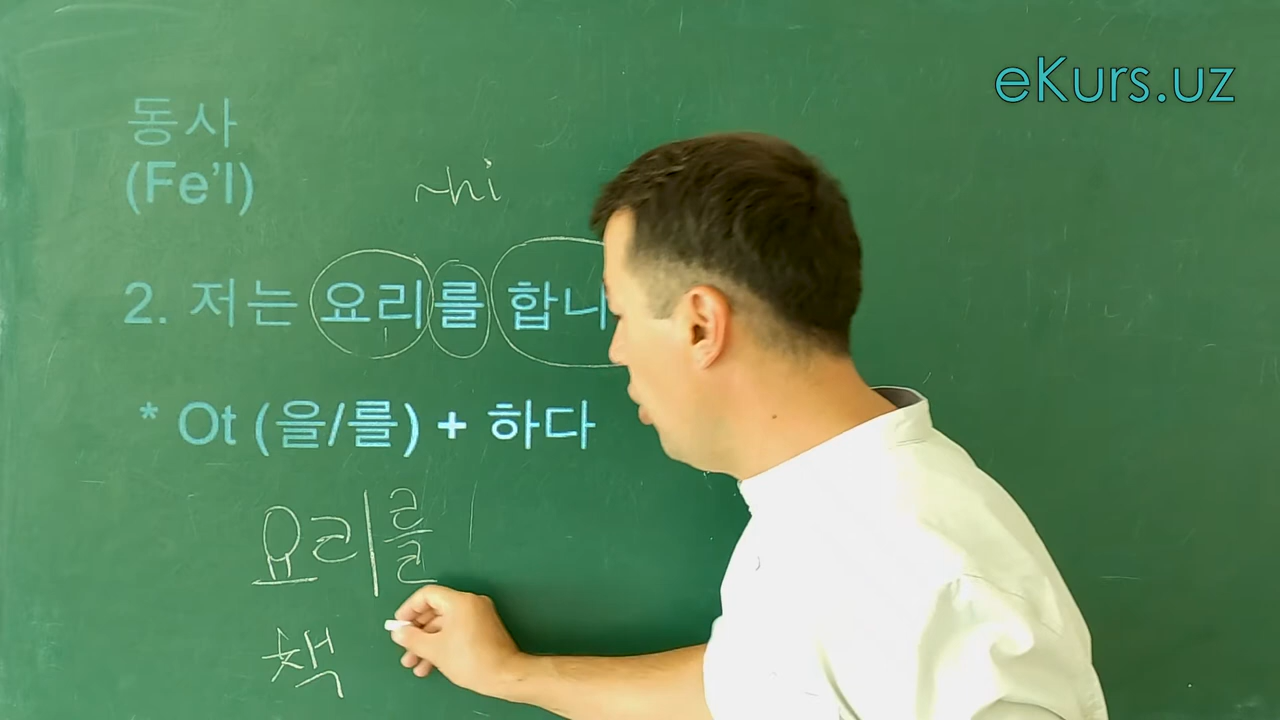 eKurs.uz
동사
(Fe'l)
~ni
2. 저는 요리를 합니
* Ot (을/를) + 하다
요리를
책